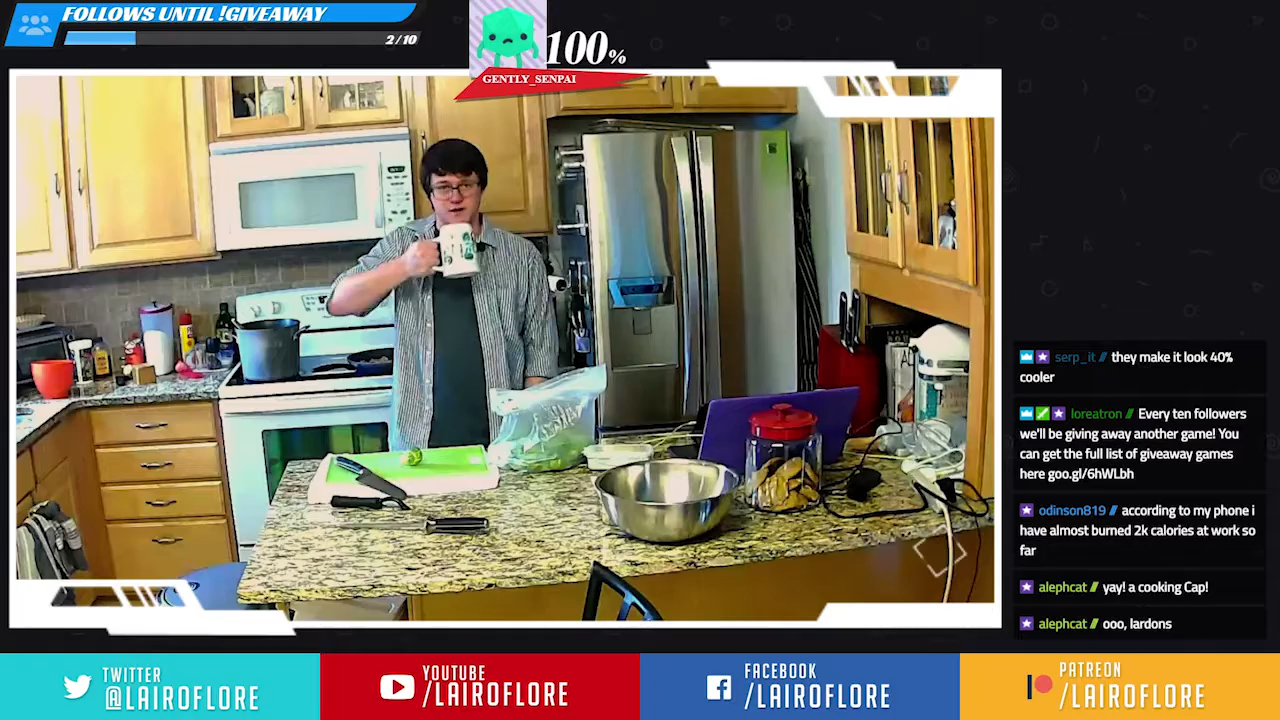 FOLLOWS UNTIL !GIVEAWAY
2/10
100%
GENTLY_SENPAI
serp_it // they make it look 40%
cooler
loreatron // Every ten followers
we'll be giving away another game! You
can get the full list of giveaway games
here goo.gl/6hWLbh
odinson819 // according to my phone i
have almost burned 2k calories at work so
far
alephcat // yay! a cooking Cap!
alephcat // ooo, lardons
TWITTER
@LAIROFLORE
YOUTUBE
/LAIROFLORE
FACEBOOK
/LAIROFLORE
PATREON
/LAIROFLORE